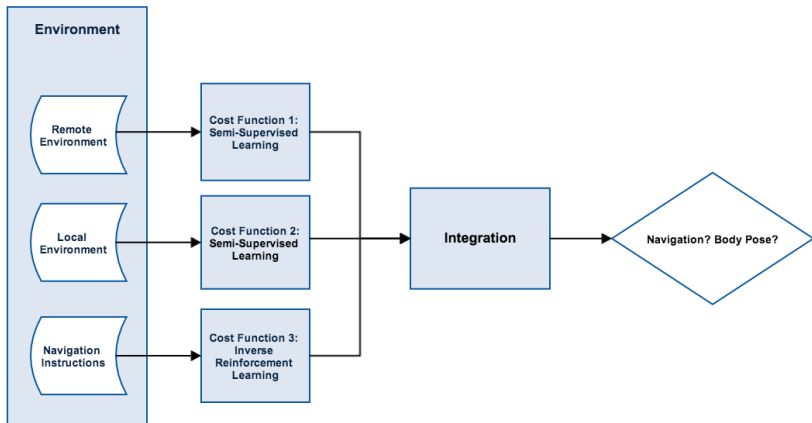 Environment
Remote
Environment
Cost Function 1:
Semi-Supervised
Learning
Local
Environment
Cost Function 2:
Semi-Supervised
Learning
Integration
Navigation? Body Pose?
Navigation
Instructions
Cost Function 3:
Inverse
Reinforcement
Learning